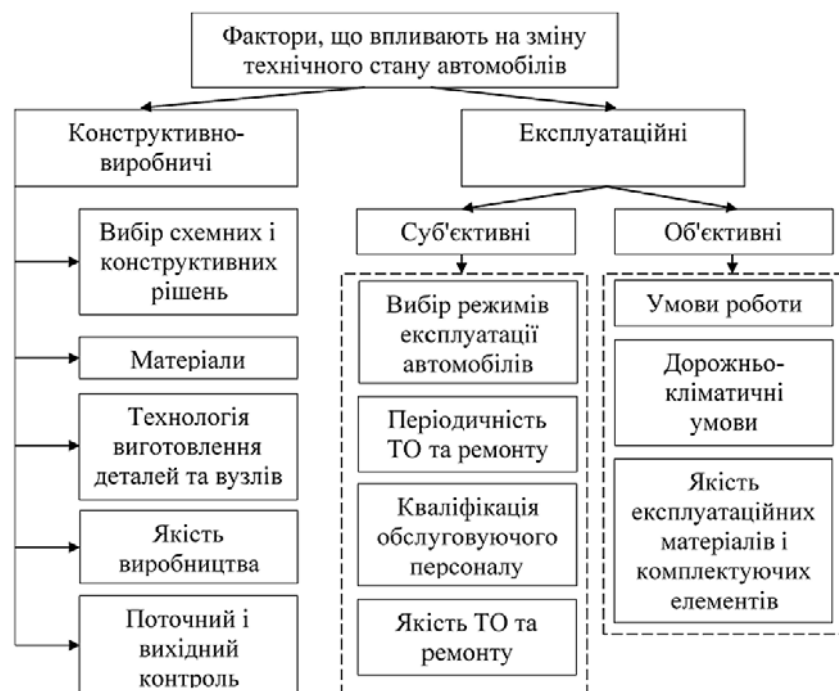 Фактори, що впливають на зміну
технічного стану автомобілів
Конструктивно-
виробничі
Експлуатаційні
Вибір схемних і
конструктивних
рішень
Матеріали
Технологія
виготовлення
деталей та вузлів
Якість
виробництва
Поточний і
вихідний
контроль
Суб'єктивні
Вибір режимів
експлуатації
автомобілів
Періодичність
ТО та ремонту
Кваліфікація
обслуговуючого
персоналу
Якість ТО та
ремонту
Об'єктивні
Умови роботи
Дорожньо-
кліматичні
умови
Якість
експлуатаційних
матеріалів і
комплектуючих
елементів